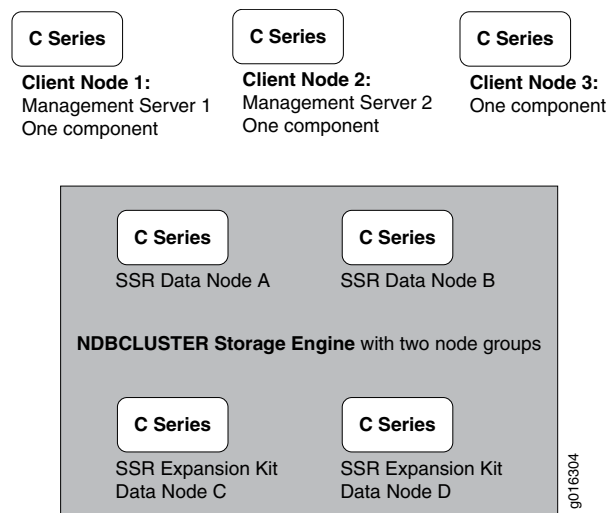 C Series
Client Node 1:
Management Server 1
One component
C Series
Client Node 2:
Management Server 2
One component
C Series
Client Node 3:
One component
C Series
SSR Data Node A
C Series
SSR Data Node B
NDBCLUSTER Storage Engine with two node groups
C Series
SSR Expansion Kit
Data Node C
C Series
SSR Expansion Kit
Data Node D
g016304